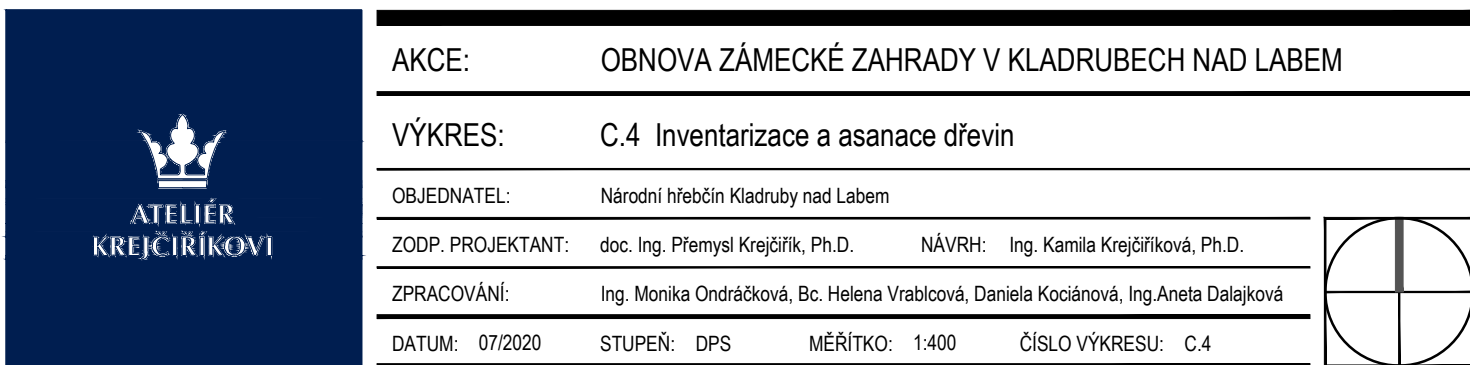 ATELIÉR
KREJČIŘÍKOVI
AKCE: OBNOVA ZÁMECKÉ ZAHRADY V KLADRUBECH NAD LABEM
VÝKRES: C.4 Inventarizace a asanace dřevin
OBJEDNATEL: Národní hřebčín Kladruby nad Labem
ZODP. PROJEKTANT: doc. Ing. Přemysl Krejčiřík, Ph.D. NÁVRH: Ing. Kamila Krejčiříková, Ph.D.
ZPRACOVÁNÍ: Ing. Monika Ondráčková, Bc. Helena Vrablcová, Daniela Kociánová, Ing.Aneta Dalajková
DATUM: 07/2020 STUPEŇ: DPS MĚŘÍTKO: 1:400 ČÍSLO VÝKRESU: C.4